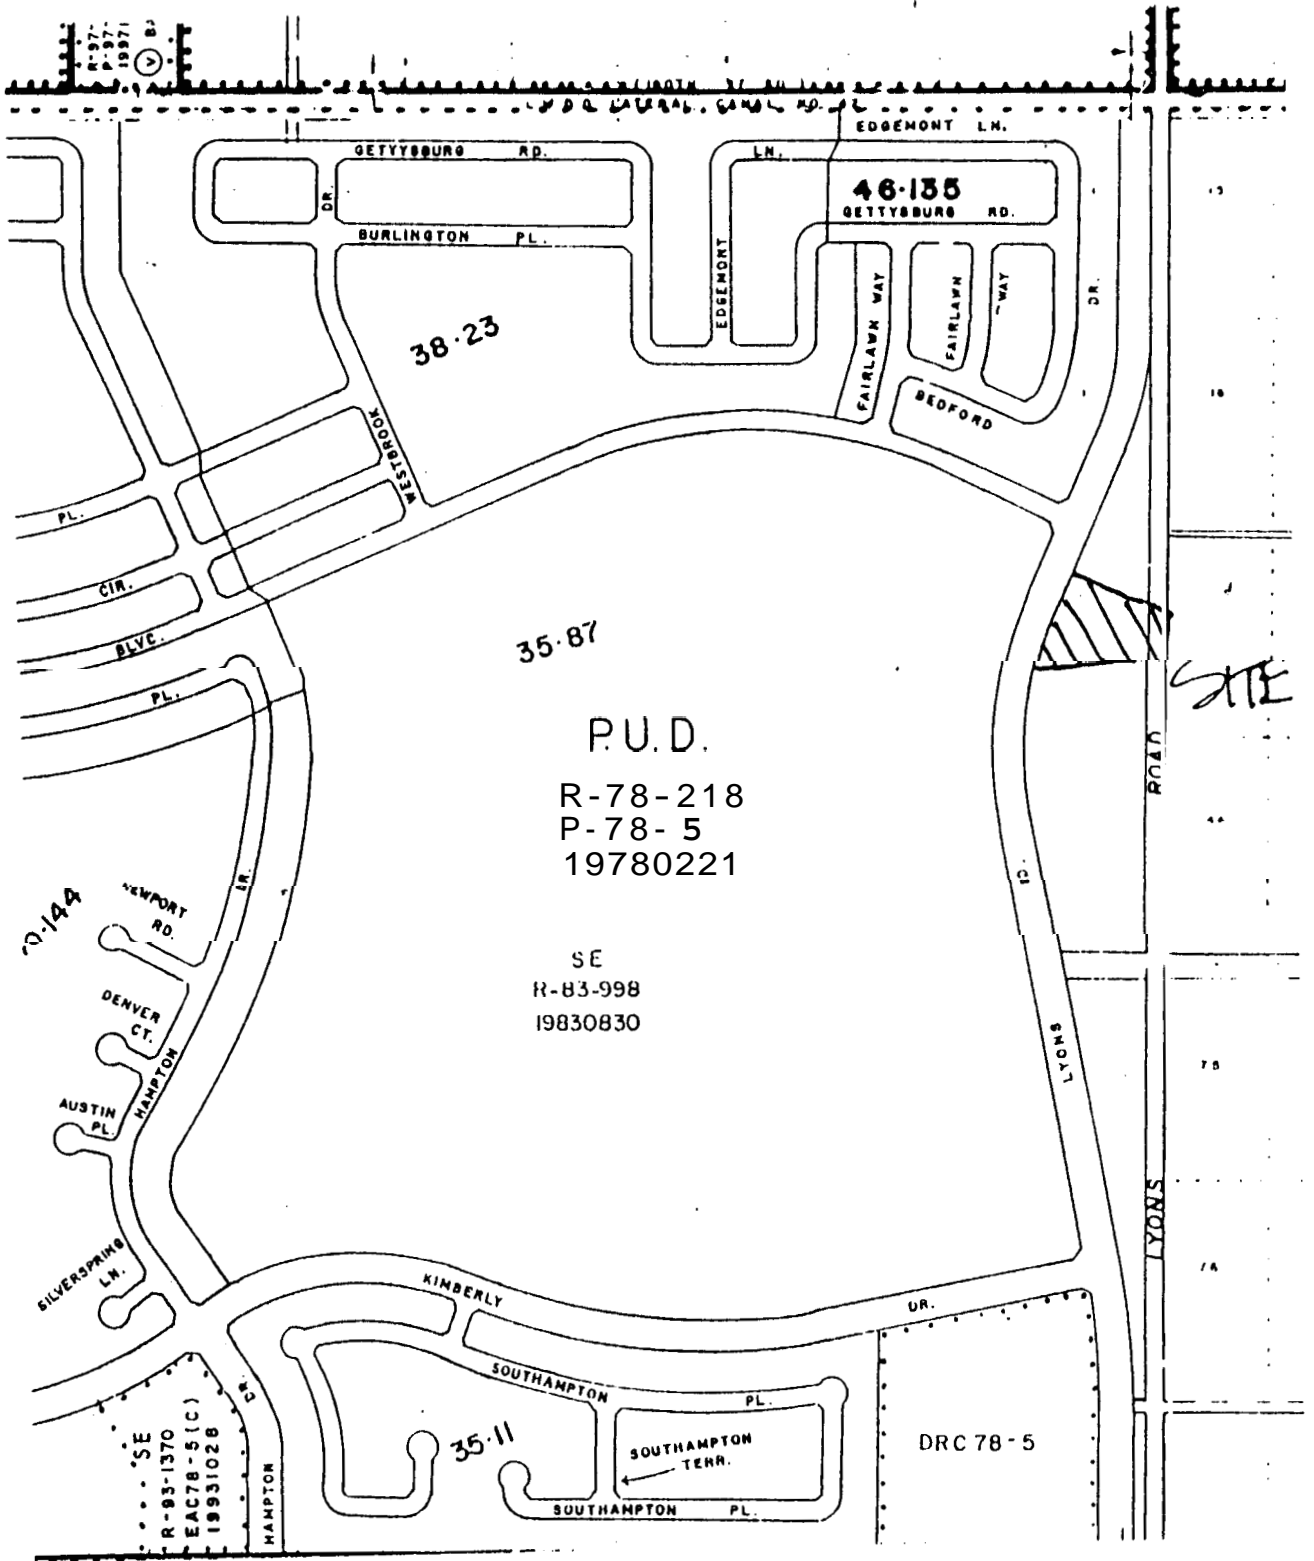 R-97-
P-97-
19971
V
EDGEMONT LN.
GETTYSBURG RD.
LN.
46·135
GETTYSBURG RD.
DR.
BURLINGTON PL.
EDGEMONT
FAIRLAWN WAY
FAIRLAWN
WAY
DR.
38·23
BEDFORD
WESTBROOK
PL.
CIR.
BLVD.
PL.
35·87
SITE
P.U.D.
R-78-218
P-78-5
19780221
ROAD
DR.
NEWPORT
RD.
SE
R-83-998
19830830
DENVER
CT.
HAMPTON
LYONS
AUSTIN
PL.
LYONS
SILVERSPRING
LN.
KIMBERLY
DR.
SOUTHAMPTON
PL.
DR.
35·11
SOUTHAMPTON
TERR.
DRC 78-5
SE
R-93-1370
EAC78-5(C)
19931028
HAMPTON
SOUTHAMPTON PL.